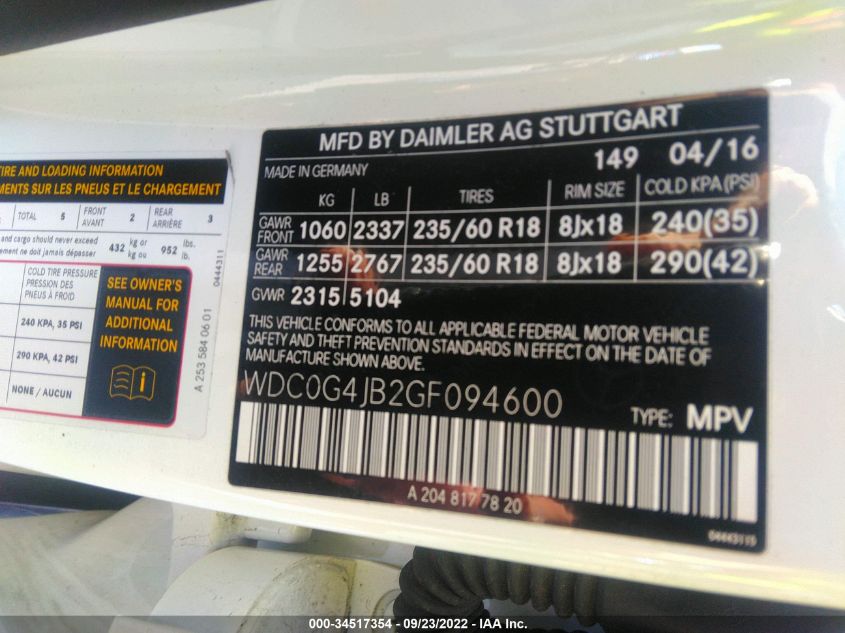 MFD BY DAIMLER AG STUTTGART
MADE IN GERMANY 149 04/16
KG LB TIRES RIM SIZE COLD KPA (PSI)
GAWR FRONT 1060 2337 235/60 R18 8Jx18 240(35)
GAWR REAR 1255 2767 235/60 R18 8Jx18 290(42)
GVWR 2315 5104
THIS VEHICLE CONFORMS TO ALL APPLICABLE FEDERAL MOTOR VEHICLE
SAFETY AND THEFT PREVENTION STANDARDS IN EFFECT ON THE DATE OF
MANUFACTURE SHOWN ABOVE.
WDC0G4JB2GF094600
TYPE: MPV
A 204 817 78 20
04443115
TIRE AND LOADING INFORMATION
SUR LES PNEUS ET LE CHARGEMENT
TOTAL 5 FRONT AVANT 2 REAR ARRIÈRE 3
and cargo should never exceed 432 kg or 952 lbs.
ne doit jamais dépasser kg ou lb.
COLD TIRE PRESSURE
PRESSION DES
PNEUS À FROID
240 KPA, 35 PSI
290 KPA, 42 PSI
NONE / AUCUN
SEE OWNER'S
MANUAL FOR
ADDITIONAL
INFORMATION
0444311
A 253 584 06 01
000-34517354 - 09/23/2022 - IAA Inc.